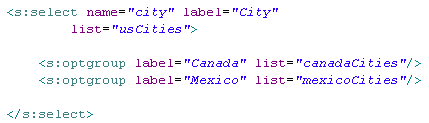 <s:select name="city" label="City"
list="usCities">
<s:optgroup label="Canada" list="canadaCities"/>
<s:optgroup label="Mexico" list="mexicoCities"/>
</s:select>